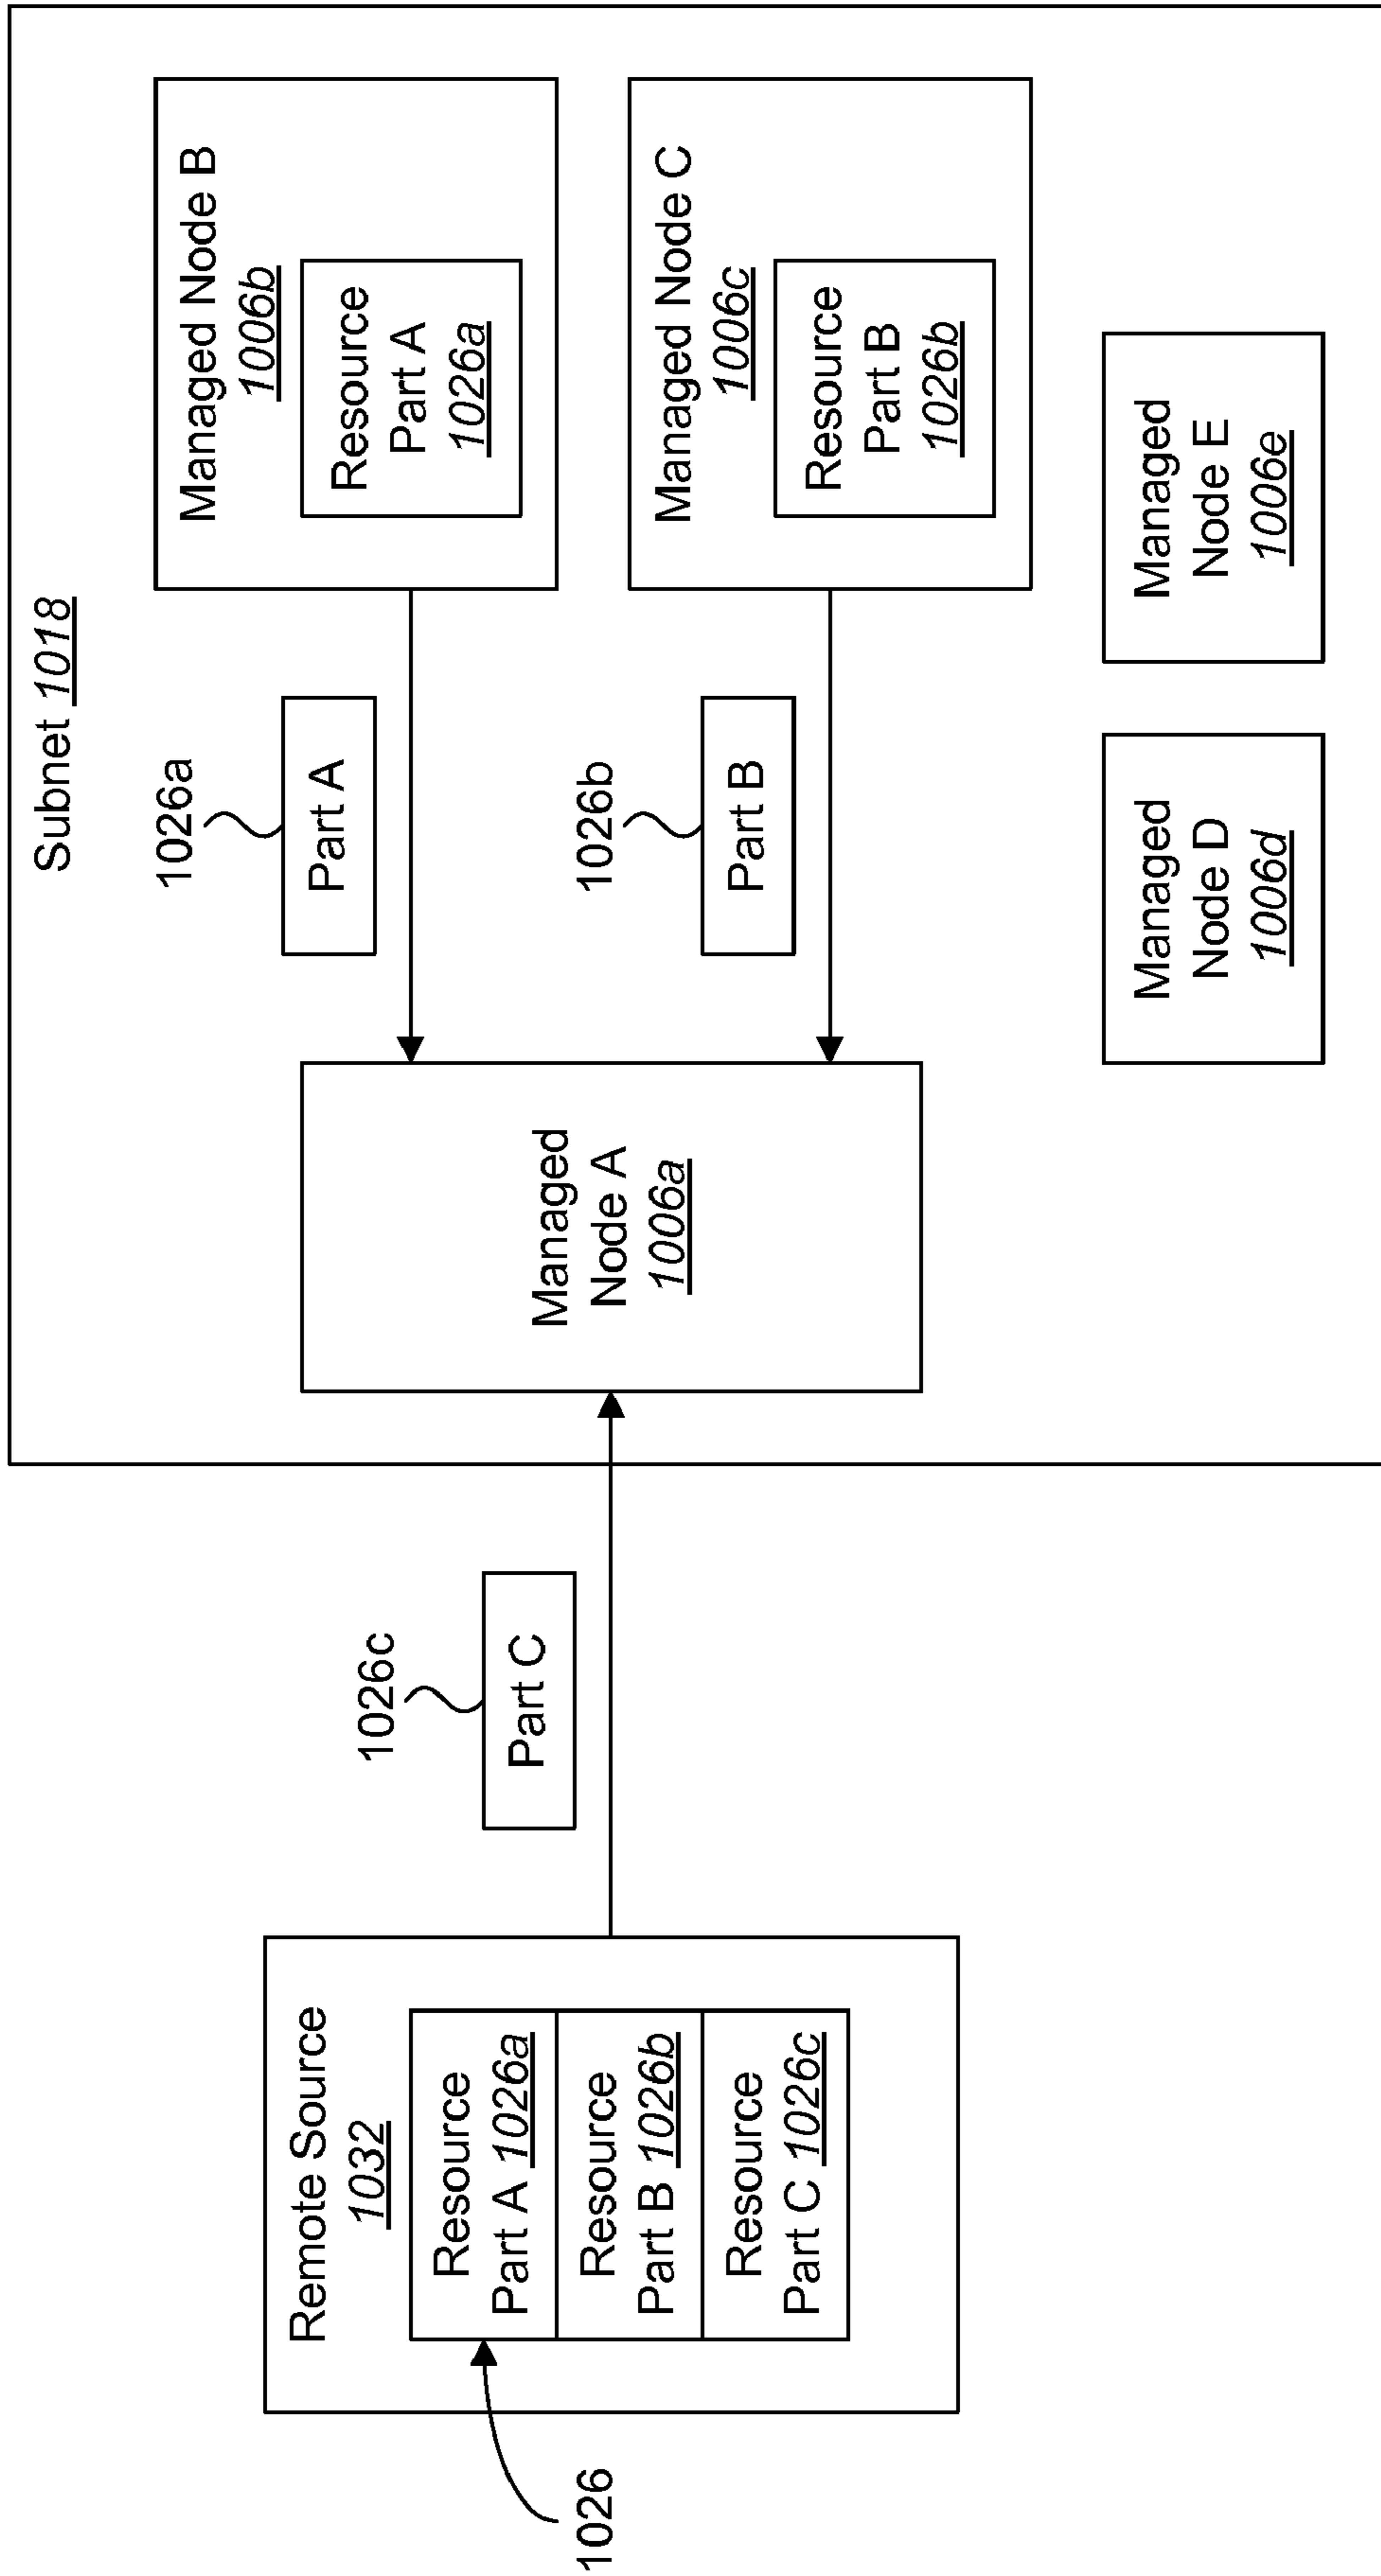 Subnet 1018
Remote Source
1032
1026
Resource
Part A 1026a
Resource
Part B 1026b
Resource
Part C 1026c
1026c
Part C
Managed
Node A
1006a
1026a
Part A
1026b
Part B
Managed Node B
1006b
Resource
Part A
1026a
Managed Node C
1006c
Resource
Part B
1026b
Managed
Node D
1006d
Managed
Node E
1006e